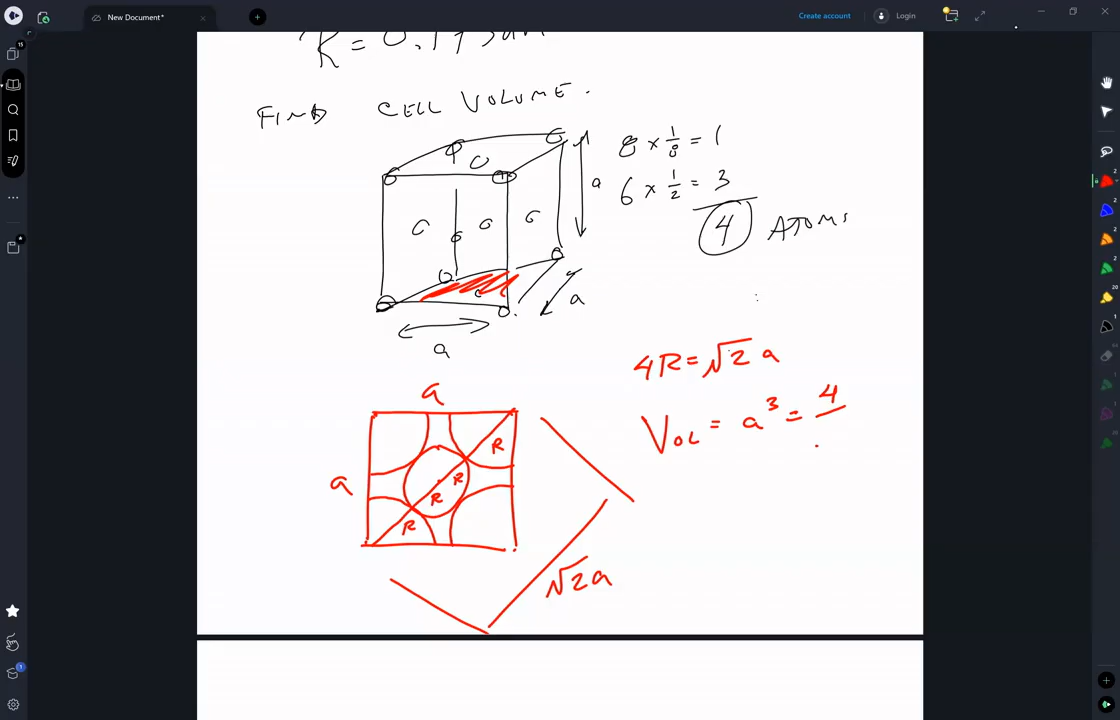 New Document*
Create account
Login
FIND CELL VOLUME.
8 × 1/8 = 1
6 × 1/2 = 3
4 ATOMS
a
a
a
4R = √2 a
VOL = a³ = 4
a
a
R
R
R
R
√2a